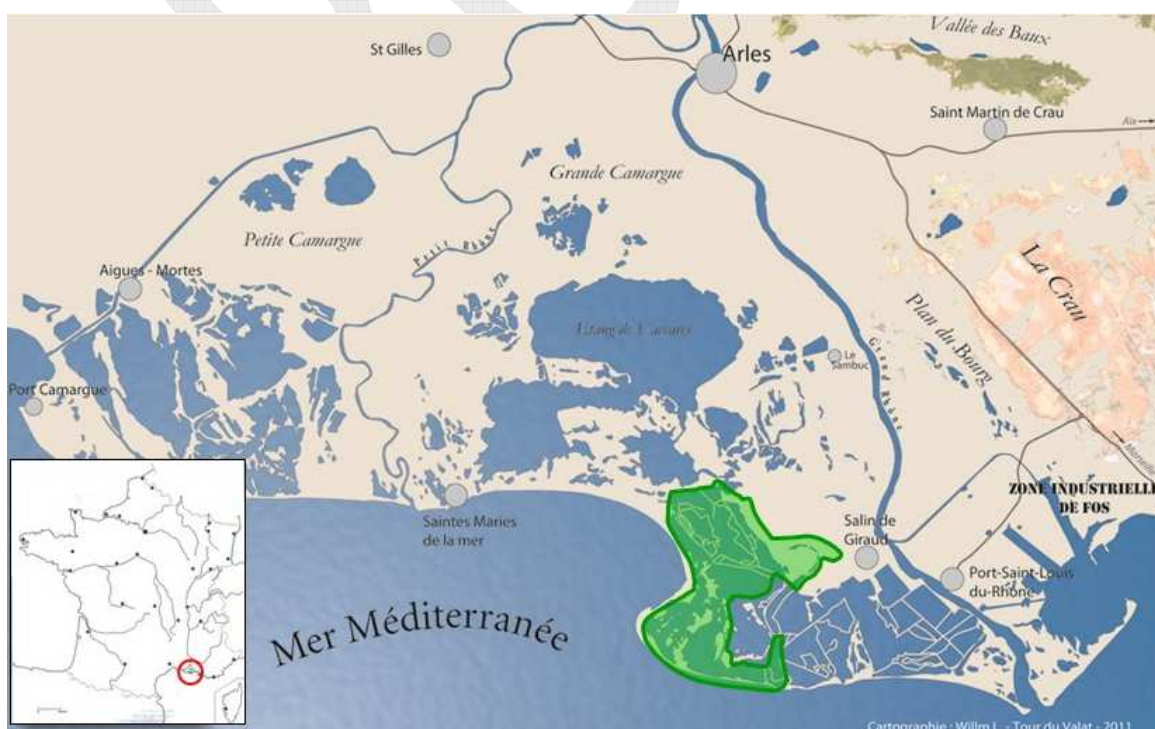 Vallée des Baux
St Gilles
Arles
Saint Martin de Crau
Aix
Grande Camargue
Petite Camargue
Petit Rhône
Aigues - Mortes
La Crau
Etang de Vaccarès
Plan du Bourg
Grand Rhône
Le
Sambuc
Port Camargue
Marseille
ZONE INDUSTRIELLE
DE FOS
Saintes Maries
de la mer
Salin de
Giraud
Port-Saint-Louis
du-Rhône
Mer Méditerranée
Cartographie : Willm L. - Tour du Valat - 2011